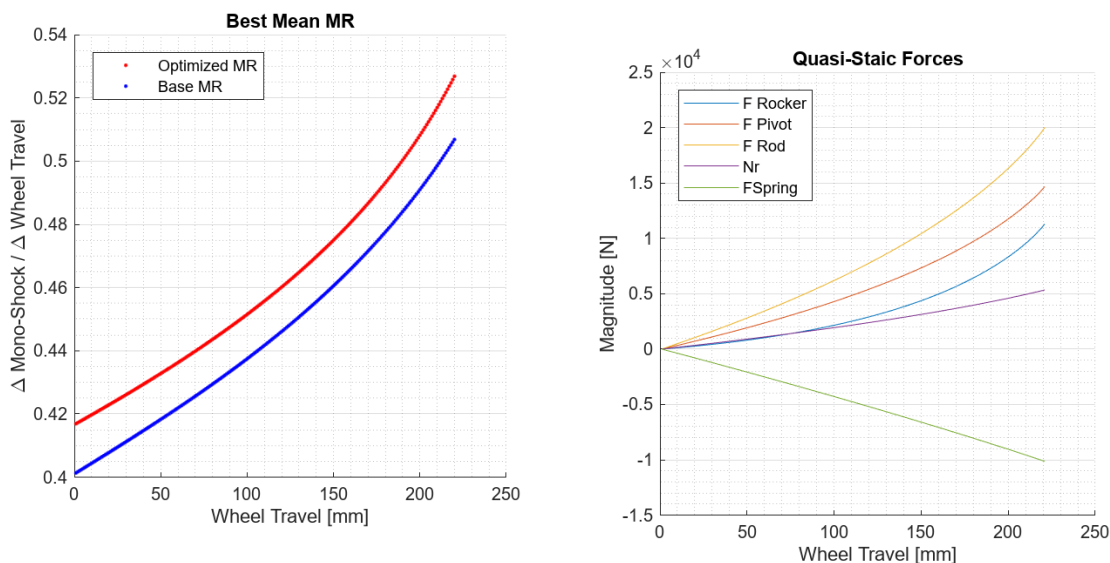 Best Mean MR
0.54
0.52
0.5
0.48
0.46
0.44
0.42
0.4
Δ Mono-Shock / Δ Wheel Travel
Optimized MR
Base MR
0 50 100 150 200 250
Wheel Travel [mm]
Quasi-Staic Forces
×10⁴
2.5
2
1.5
1
0.5
0
-0.5
-1
-1.5
Magnitude [N]
F Rocker
F Pivot
F Rod
Nr
FSpring
0 50 100 150 200 250
Wheel Travel [mm]